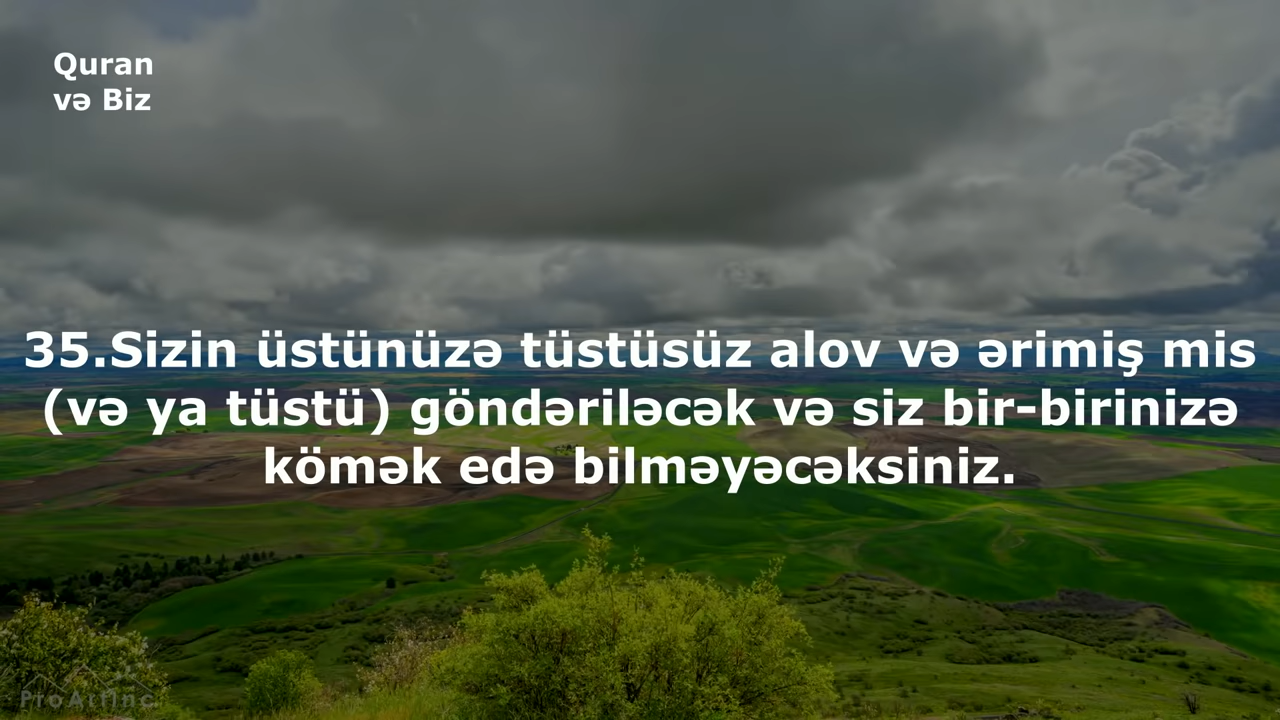 Quran
və Biz
35.Sizin üstünüzə tüstüsüz alov və ərimiş mis
(və ya tüstü) göndəriləcək və siz bir-birinizə
kömək edə bilməyəcəksiniz.
ProArtInc